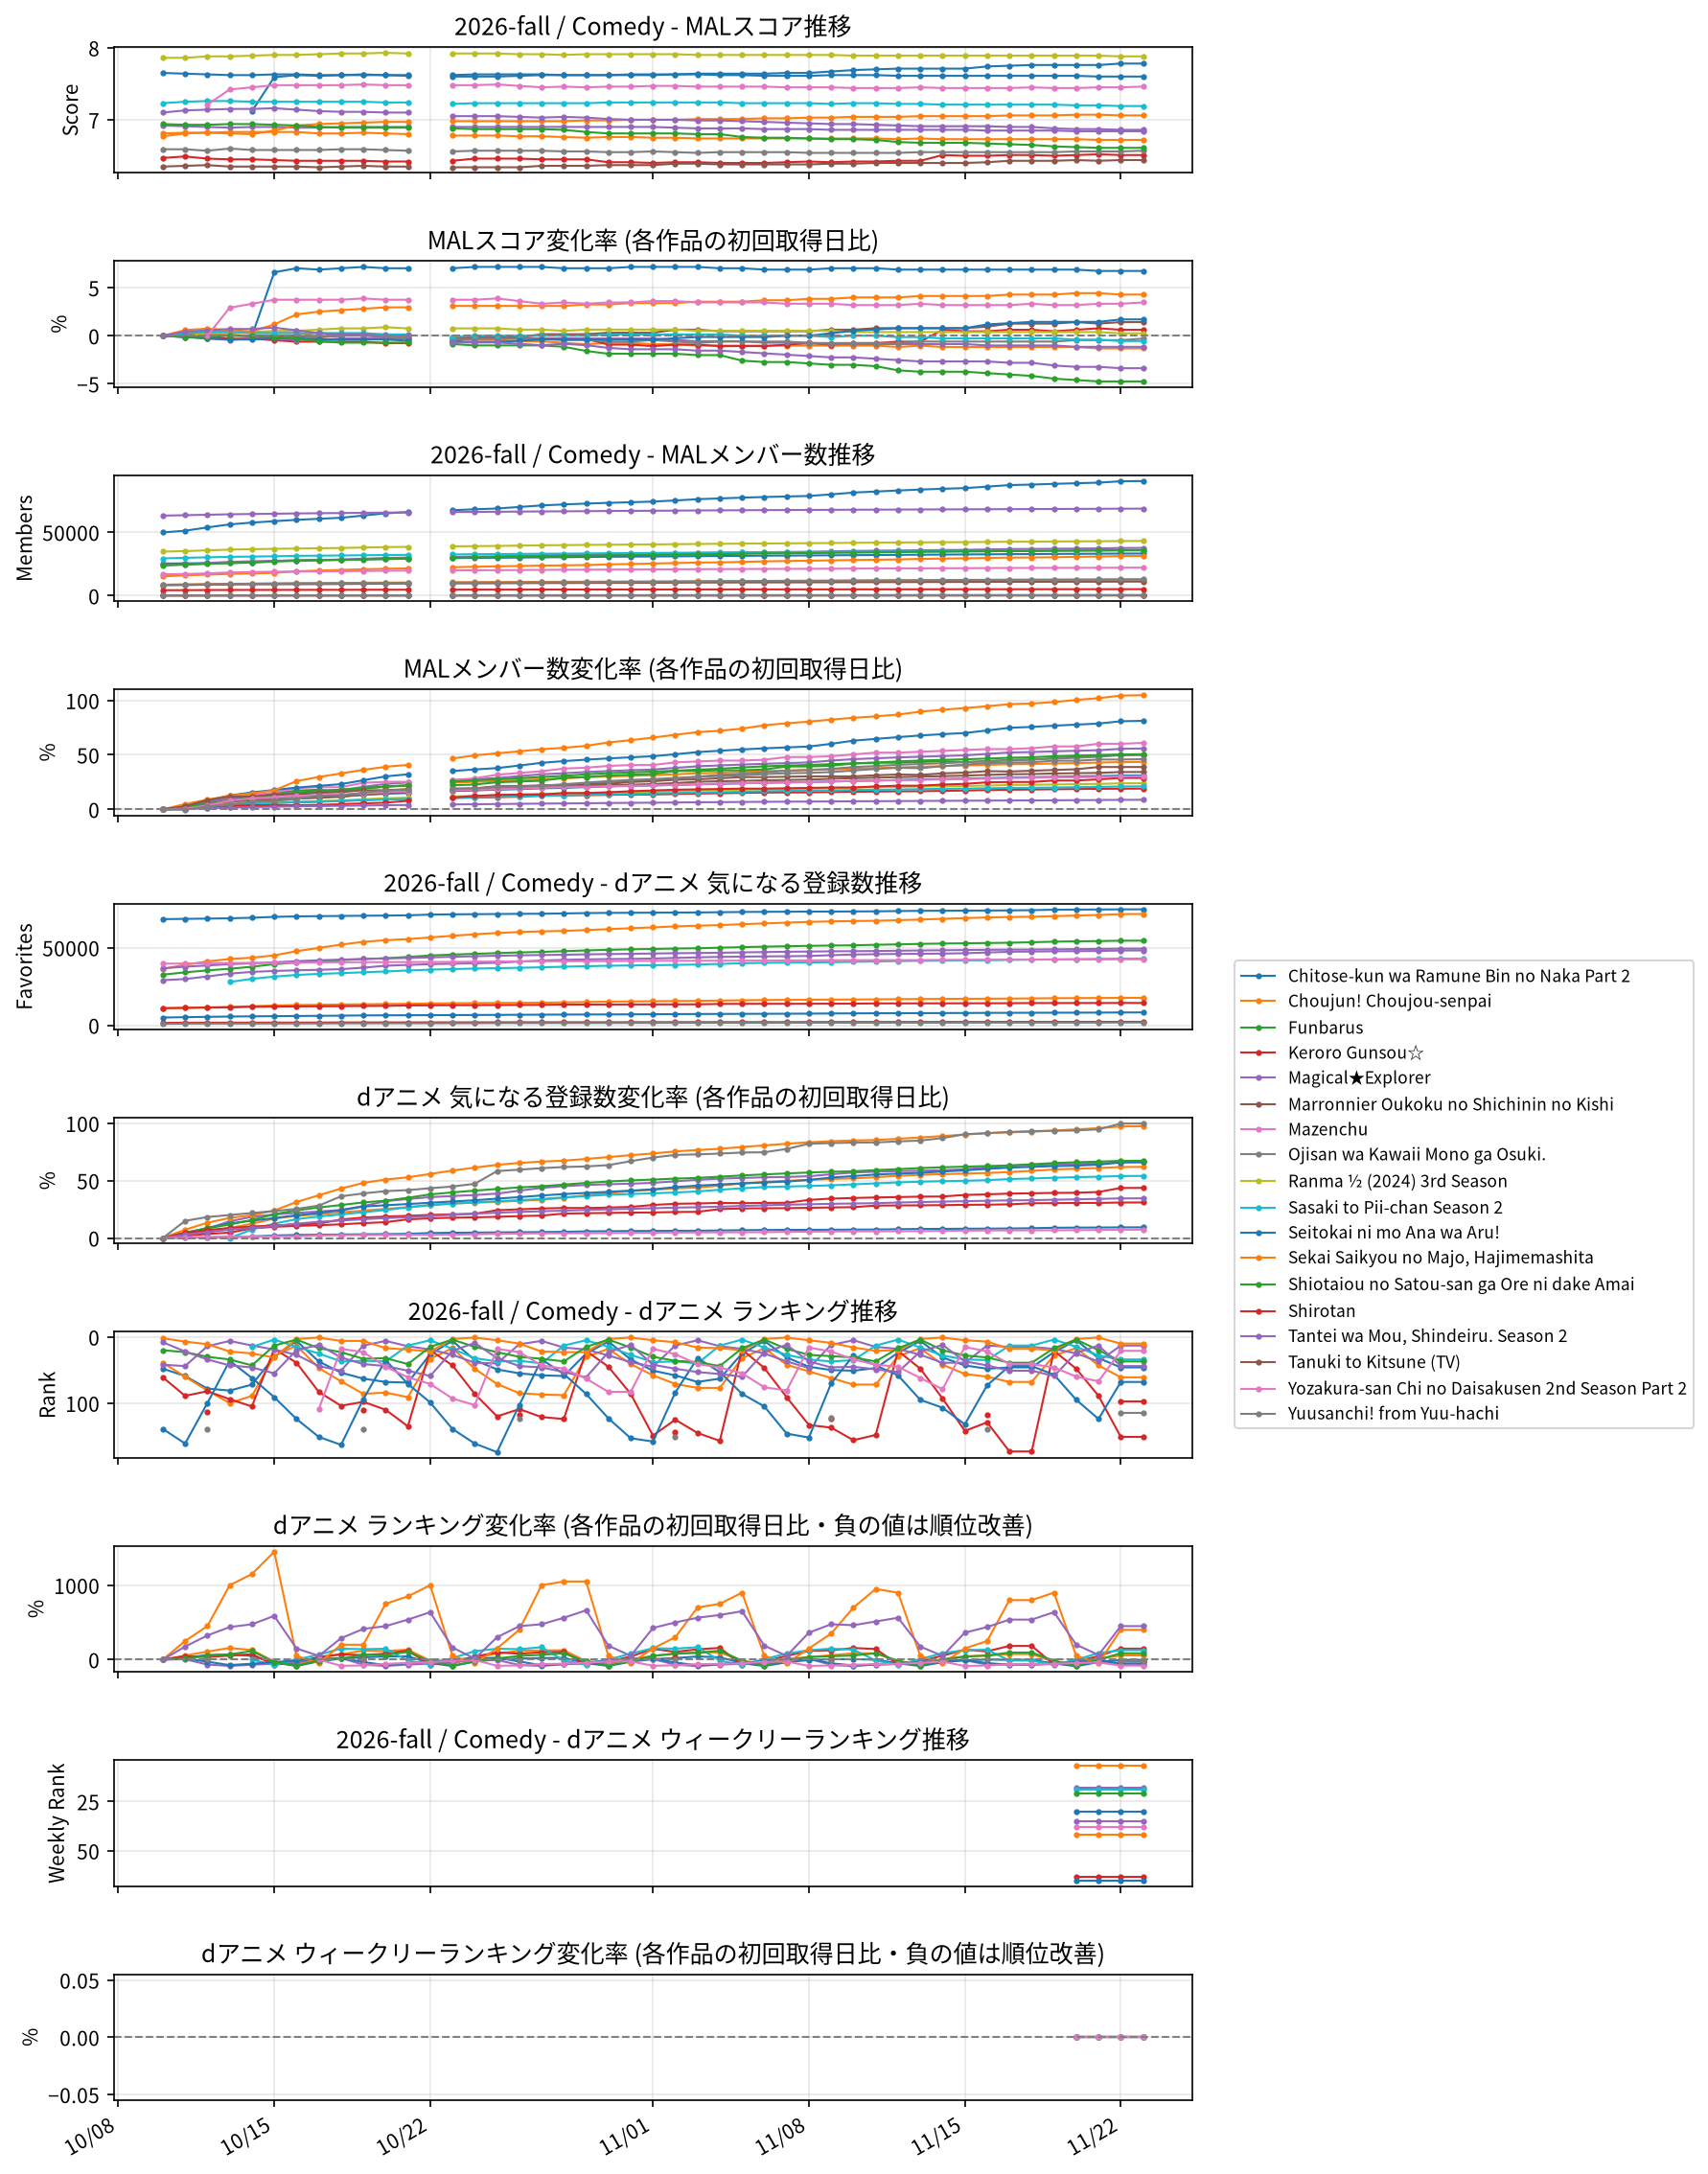 2026-fall / Comedy - MALスコア推移
8
7
Score
MALスコア変化率 (各作品の初回取得日比)
5
0
−5
%
2026-fall / Comedy - MALメンバー数推移
50000
0
Members
MALメンバー数変化率 (各作品の初回取得日比)
100
50
0
%
2026-fall / Comedy - dアニメ 気になる登録数推移
50000
0
Favorites
dアニメ 気になる登録数変化率 (各作品の初回取得日比)
100
50
0
%
2026-fall / Comedy - dアニメ ランキング推移
0
100
Rank
dアニメ ランキング変化率 (各作品の初回取得日比・負の値は順位改善)
1000
0
%
2026-fall / Comedy - dアニメ ウィークリーランキング推移
25
50
Weekly Rank
dアニメ ウィークリーランキング変化率 (各作品の初回取得日比・負の値は順位改善)
0.05
0.00
−0.05
%
10/08
10/15
10/22
11/01
11/08
11/15
11/22
Chitose-kun wa Ramune Bin no Naka Part 2
Choujun! Choujou-senpai
Funbarus
Keroro Gunsou☆
Magical★Explorer
Marronnier Oukoku no Shichinin no Kishi
Mazenchu
Ojisan wa Kawaii Mono ga Osuki.
Ranma ½ (2024) 3rd Season
Sasaki to Pii-chan Season 2
Seitokai ni mo Ana wa Aru!
Sekai Saikyou no Majo, Hajimemashita
Shiotaiou no Satou-san ga Ore ni dake Amai
Shirotan
Tantei wa Mou, Shindeiru. Season 2
Tanuki to Kitsune (TV)
Yozakura-san Chi no Daisakusen 2nd Season Part 2
Yuusanchi! from Yuu-hachi